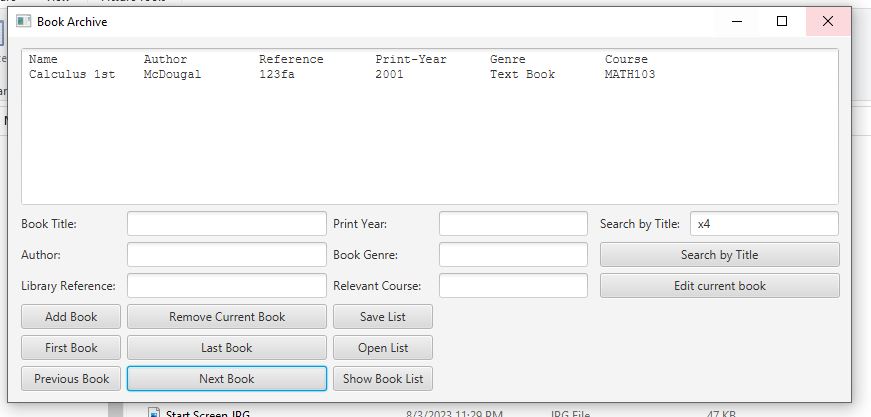 Book Archive
Name Author Reference Print-Year Genre Course
Calculus 1st McDougal 123fa 2001 Text Book MATH103
Book Title: Print Year: Search by Title: x4
Author: Book Genre: Search by Title
Library Reference: Relevant Course: Edit current book
Add Book Remove Current Book Save List
First Book Last Book Open List
Previous Book Next Book Show Book List
Start Screen.JPG 8/3/2023 11:29 PM JPG File 47 KB